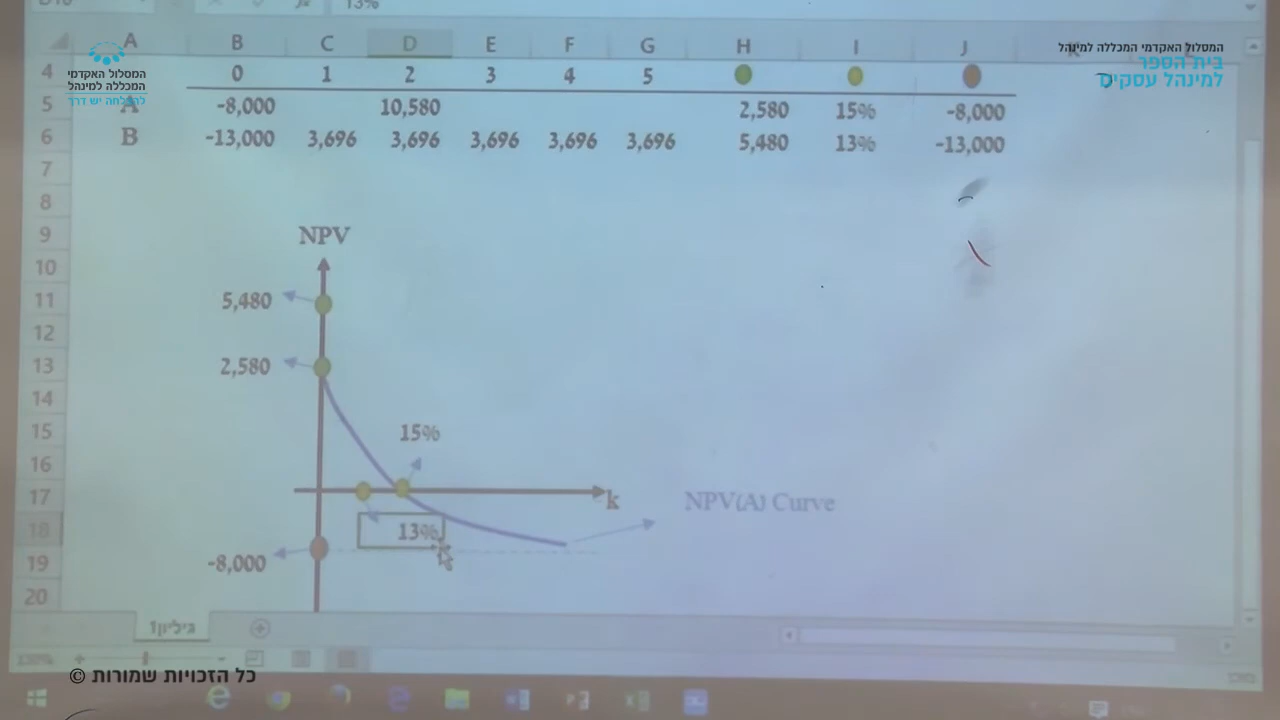 13%
A B C D E F G H I J
המסלול האקדמי המכללה למינהל
בית הספר
למינהל עסקים
המסלול האקדמי
המכללה למינהל
להצלחה יש דרך
4 0 1 2 3 4 5
5 A -8,000 10,580 2,580 15% -8,000
6 B -13,000 3,696 3,696 3,696 3,696 3,696 5,480 13% -13,000
7
8
9 NPV
10
11 5,480
12
13 2,580
14
15 15%
16
17 k NPV(A) Curve
18 13%
19 -8,000
20
גיליון1
© כל הזכויות שמורות